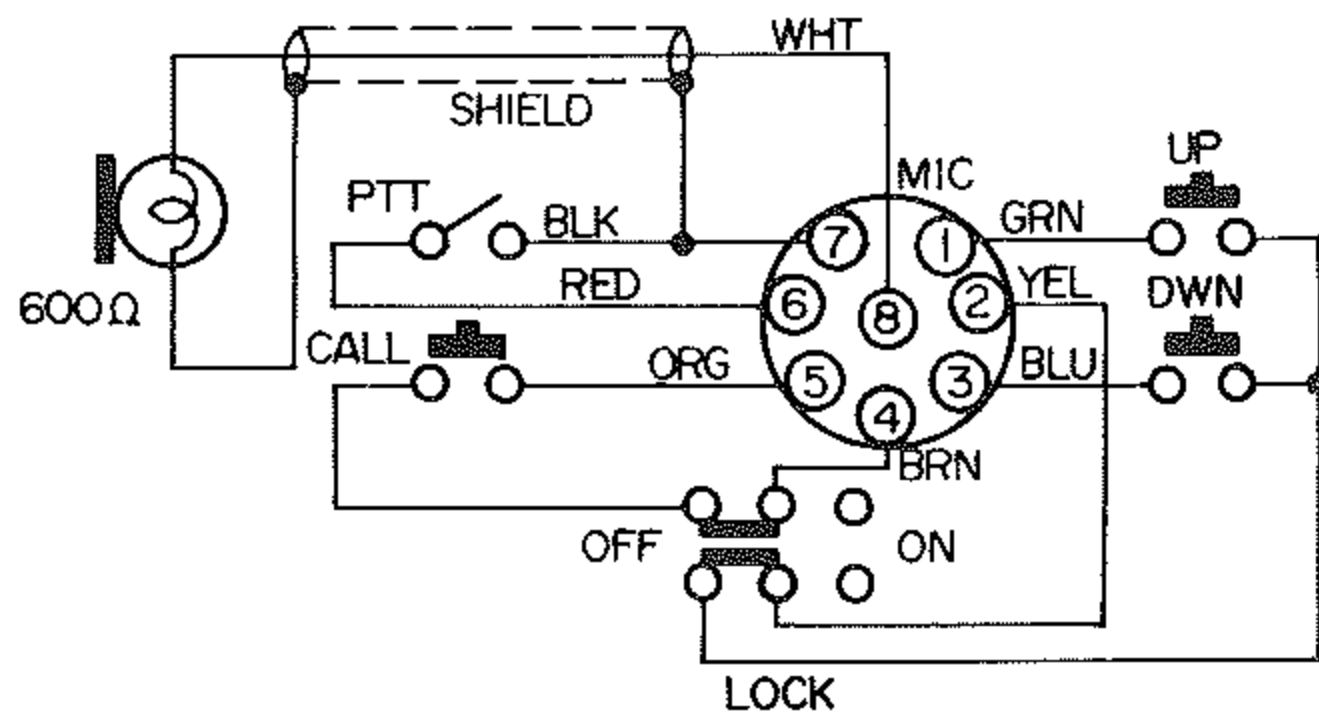 WHT
SHIELD
MIC
UP
PTT
BLK
7
1
GRN
600Ω
RED
6
8
2
YEL
DWN
CALL
ORG
5
4
3
BLU
BRN
OFF
ON
LOCK